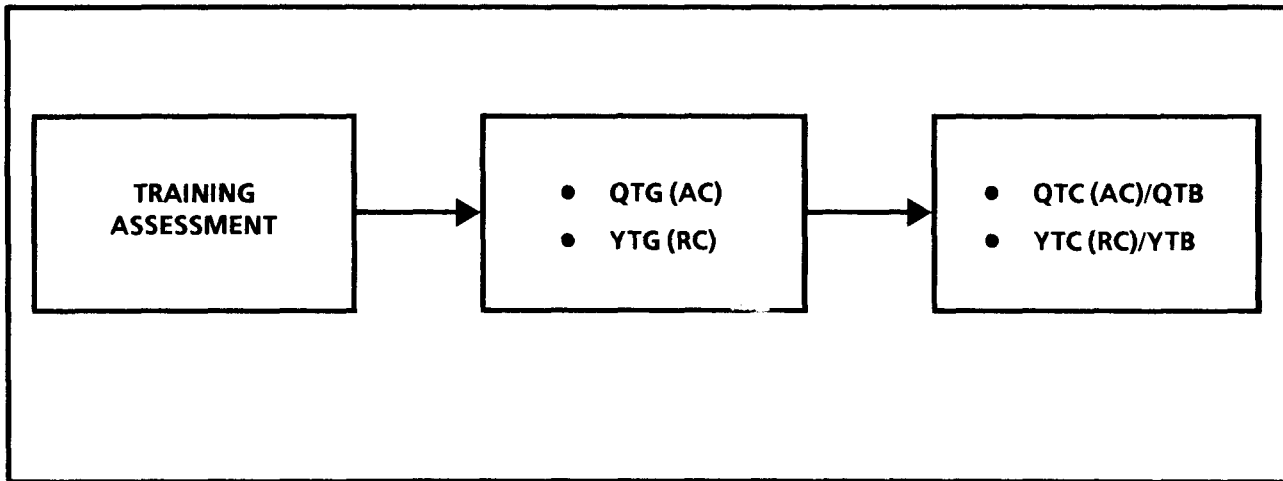 TRAINING
ASSESSMENT
● QTG (AC)
● YTG (RC)
● QTC (AC)/QTB
● YTC (RC)/YTB